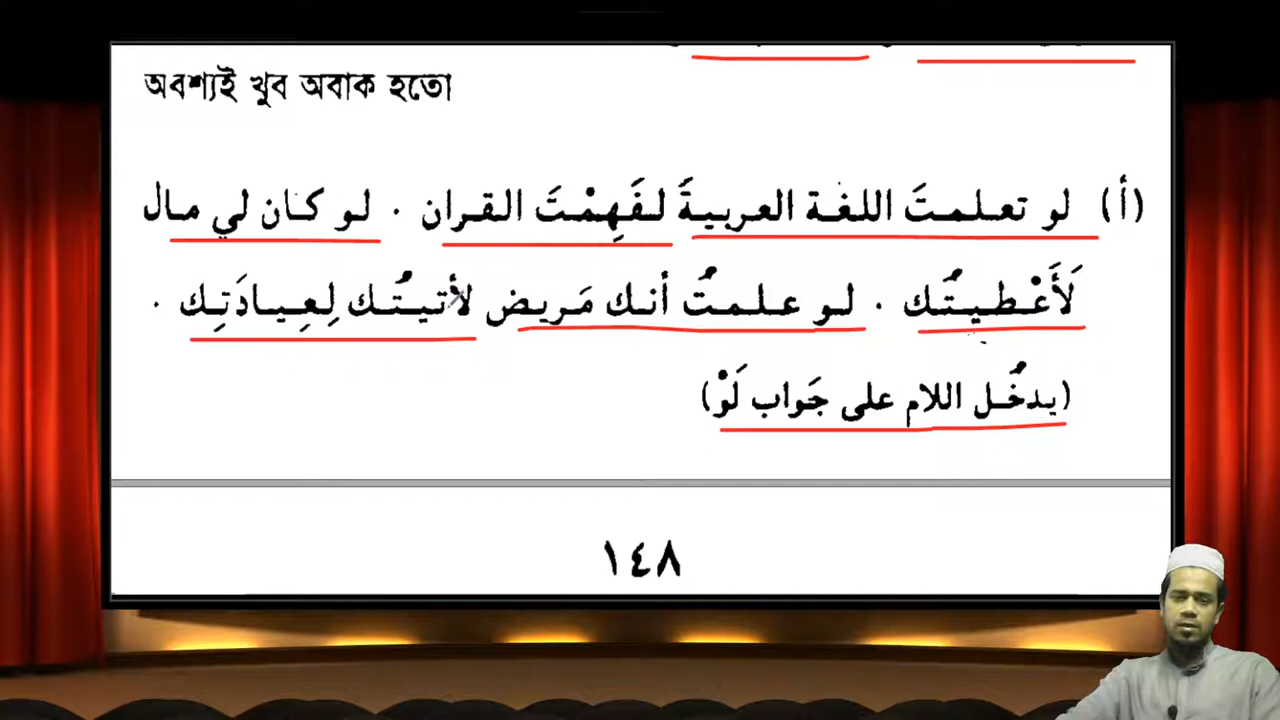 অবশ্যই খুব অবাক হতো
(أ) لو تعلمتَ اللغة العربيةَ لفَهِمْتَ القران . لو كان لي مال
لَأَعْطيتُك . لو علمتُ أنك مَريض لأتيتُك لِعِيادَتِك .
(يدخُل اللام على جَواب لَوْ)
١٤٨